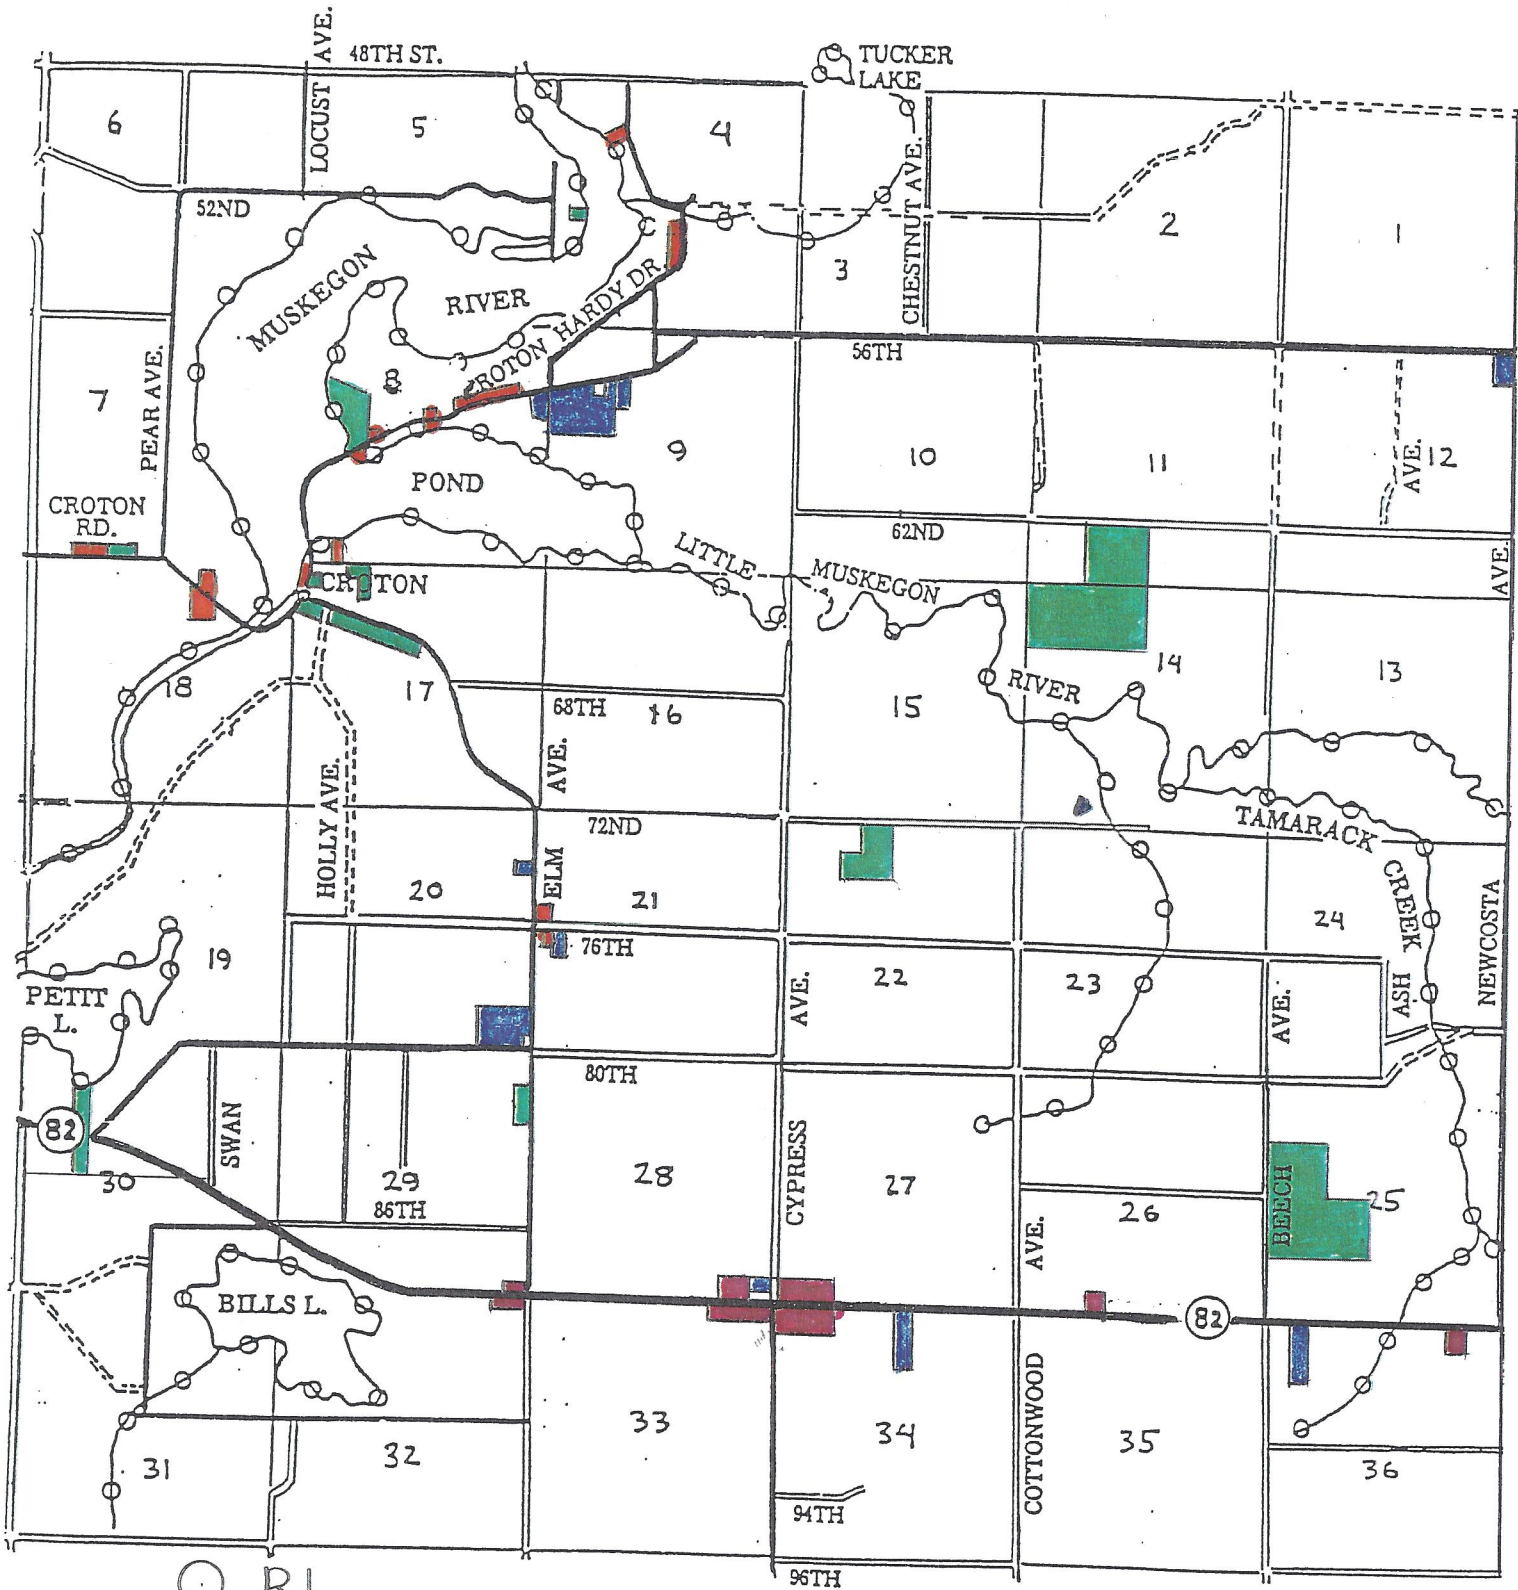 AVE.
48TH ST.
TUCKER
LAKE
LOCUST
6
5
4
CHESTNUT AVE.
52ND
2
1
3
MUSKEGON
RIVER
CROTON HARDY DR.
56TH
7
PEAR AVE.
8
9
10
11
AVE.
12
POND
CROTON
RD.
62ND
LITTLE
MUSKEGON
AVE.
CROTON
18
17
68TH
16
15
RIVER
14
13
HOLLY AVE.
AVE.
72ND
TAMARACK
CREEK
20
ELM
21
24
NEWCOSTA
76TH
19
PETIT
L.
AVE.
22
23
AVE.
ASH
80TH
82
SWAN
30
29
28
CYPRESS
27
86TH
AVE.
26
BEECH
25
BILLS L.
82
COTTONWOOD
33
34
35
31
32
36
94TH
96TH
R1